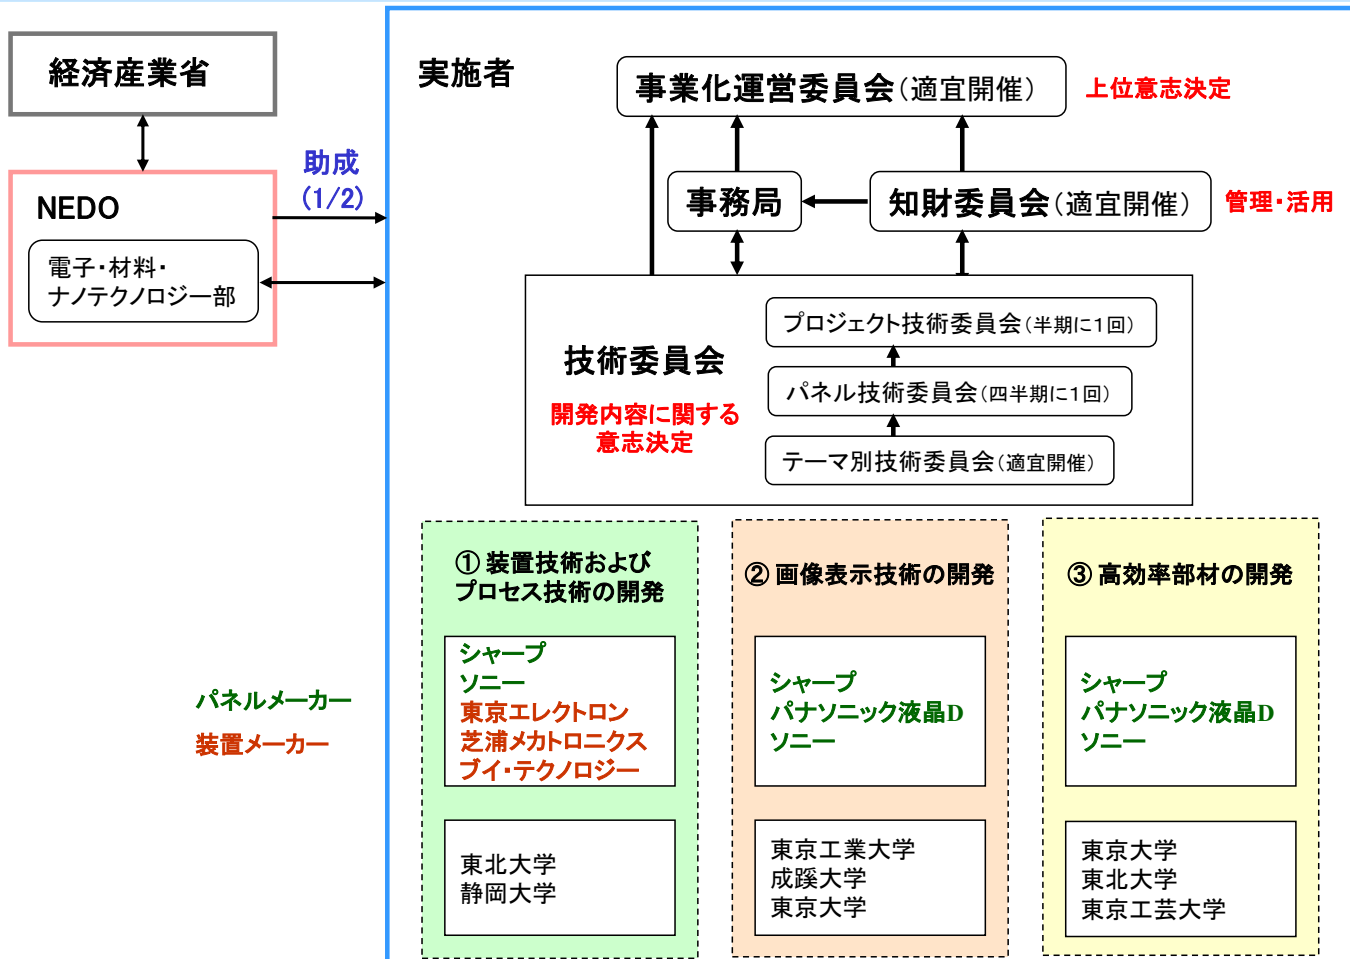 経済産業省
NEDO
電子・材料・
ナノテクノロジー部
助成
(1/2)
実施者
事業化運営委員会(適宜開催)
上位意志決定
事務局
知財委員会(適宜開催)
管理・活用
技術委員会
開発内容に関する
意志決定
プロジェクト技術委員会(半期に１回)
パネル技術委員会(四半期に１回)
テーマ別技術委員会(適宜開催)
パネルメーカー
装置メーカー
① 装置技術および
プロセス技術の開発
シャープ
ソニー
東京エレクトロン
芝浦メカトロニクス
ブイ・テクノロジー
東北大学
静岡大学
② 画像表示技術の開発
シャープ
パナソニック液晶D
ソニー
東京工業大学
成蹊大学
東京大学
③ 高効率部材の開発
シャープ
パナソニック液晶D
ソニー
東京大学
東北大学
東京工芸大学